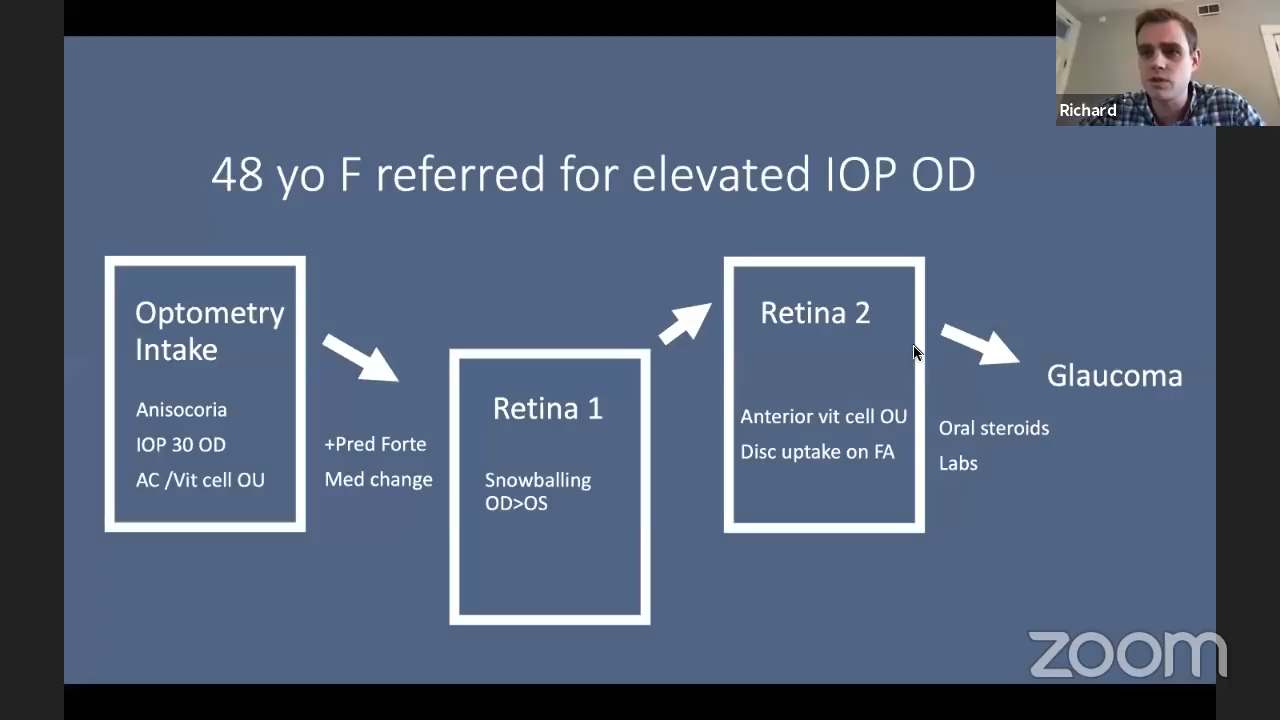 Richard
48 yo F referred for elevated IOP OD
Optometry
Intake
Anisocoria
IOP 30 OD
AC /Vit cell OU
+Pred Forte
Med change
Retina 1
Snowballing
OD>OS
Retina 2
Anterior vit cell OU
Disc uptake on FA
Oral steroids
Labs
Glaucoma
zoom